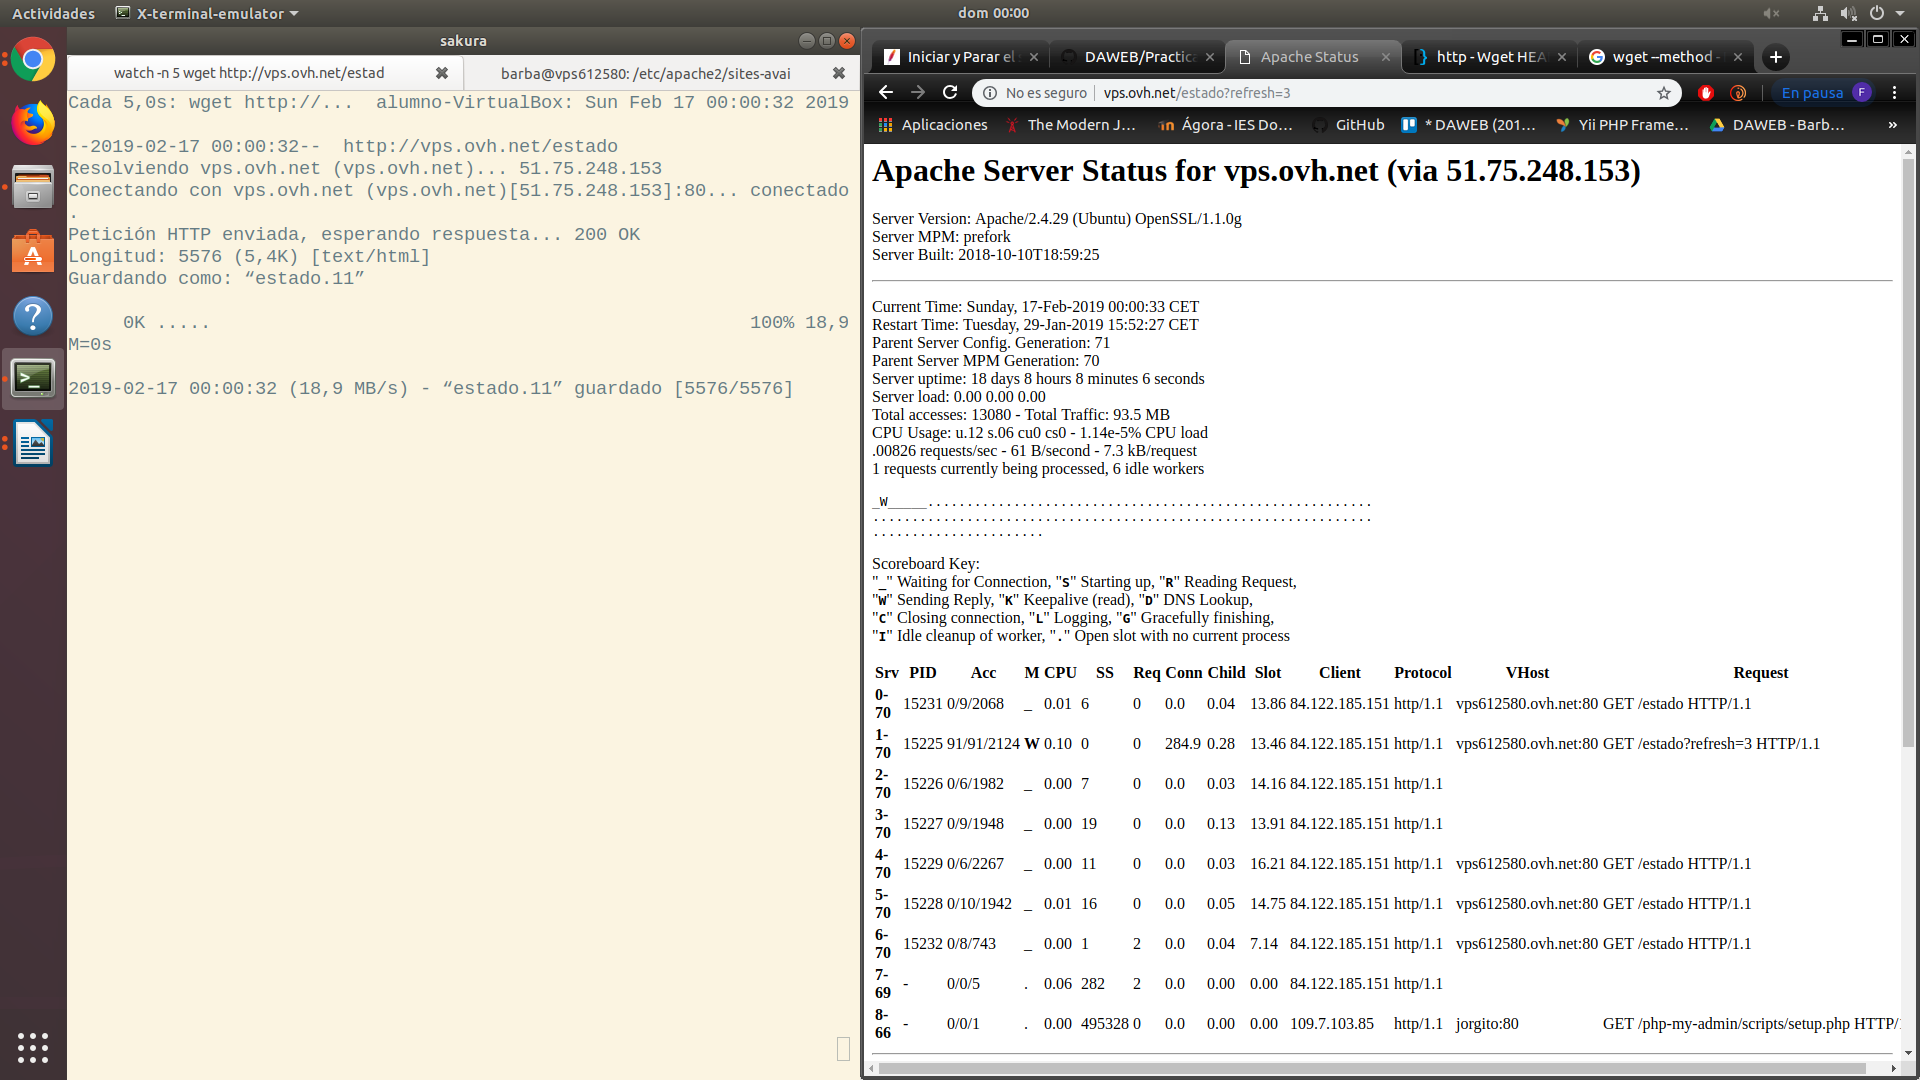 Actividades
X-terminal-emulator
dom 00:00
sakura
watch -n 5 wget http://vps.ovh.net/estad
barba@vps612580: /etc/apache2/sites-avai
Cada 5,0s: wget http://...  alumno-VirtualBox: Sun Feb 17 00:00:32 2019
--2019-02-17 00:00:32--  http://vps.ovh.net/estado
Resolviendo vps.ovh.net (vps.ovh.net)... 51.75.248.153
Conectando con vps.ovh.net (vps.ovh.net)[51.75.248.153]:80... conectado
.
Petición HTTP enviada, esperando respuesta... 200 OK
Longitud: 5576 (5,4K) [text/html]
Guardando como: “estado.11”
0K ..... 100% 18,9
M=0s
2019-02-17 00:00:32 (18,9 MB/s) - “estado.11” guardado [5576/5576]
Iniciar y Parar el
DAWEB/Practica
Apache Status
http - Wget HEA
wget --method -
No es seguro
vps.ovh.net/estado?refresh=3
En pausa
F
Aplicaciones
The Modern J...
Ágora - IES Do...
GitHub
* DAWEB (201...
Yii PHP Frame...
DAWEB - Barb...
»
Apache Server Status for vps.ovh.net (via 51.75.248.153)
Server Version: Apache/2.4.29 (Ubuntu) OpenSSL/1.1.0g
Server MPM: prefork
Server Built: 2018-10-10T18:59:25
Current Time: Sunday, 17-Feb-2019 00:00:33 CET
Restart Time: Tuesday, 29-Jan-2019 15:52:27 CET
Parent Server Config. Generation: 71
Parent Server MPM Generation: 70
Server uptime: 18 days 8 hours 8 minutes 6 seconds
Server load: 0.00 0.00 0.00
Total accesses: 13080 - Total Traffic: 93.5 MB
CPU Usage: u.12 s.06 cu0 cs0 - 1.14e-5% CPU load
.00826 requests/sec - 61 B/second - 7.3 kB/request
1 requests currently being processed, 6 idle workers
_W_____.........................................................
................................................................
......................
Scoreboard Key:
"_" Waiting for Connection, "S" Starting up, "R" Reading Request,
"W" Sending Reply, "K" Keepalive (read), "D" DNS Lookup,
"C" Closing connection, "L" Logging, "G" Gracefully finishing,
"I" Idle cleanup of worker, "." Open slot with no current process
Srv PID Acc M CPU SS Req Conn Child Slot Client Protocol VHost Request
0-70 15231 0/9/2068 _ 0.01 6 0 0.0 0.04 13.86 84.122.185.151 http/1.1 vps612580.ovh.net:80 GET /estado HTTP/1.1
1-70 15225 91/91/2124 W 0.10 0 0 284.9 0.28 13.46 84.122.185.151 http/1.1 vps612580.ovh.net:80 GET /estado?refresh=3 HTTP/1.1
2-70 15226 0/6/1982 _ 0.00 7 0 0.0 0.03 14.16 84.122.185.151 http/1.1
3-70 15227 0/9/1948 _ 0.00 19 0 0.0 0.13 13.91 84.122.185.151 http/1.1
4-70 15229 0/6/2267 _ 0.00 11 0 0.0 0.03 16.21 84.122.185.151 http/1.1 vps612580.ovh.net:80 GET /estado HTTP/1.1
5-70 15228 0/10/1942 _ 0.01 16 0 0.0 0.05 14.75 84.122.185.151 http/1.1 vps612580.ovh.net:80 GET /estado HTTP/1.1
6-70 15232 0/8/743 _ 0.00 1 2 0.0 0.04 7.14 84.122.185.151 http/1.1 vps612580.ovh.net:80 GET /estado HTTP/1.1
7-69 - 0/0/5 . 0.06 282 2 0.0 0.00 0.00 84.122.185.151 http/1.1
8-66 - 0/0/1 . 0.00 495328 0 0.0 0.00 0.00 109.7.103.85 http/1.1 jorgito:80 GET /php-my-admin/scripts/setup.php HTTP/